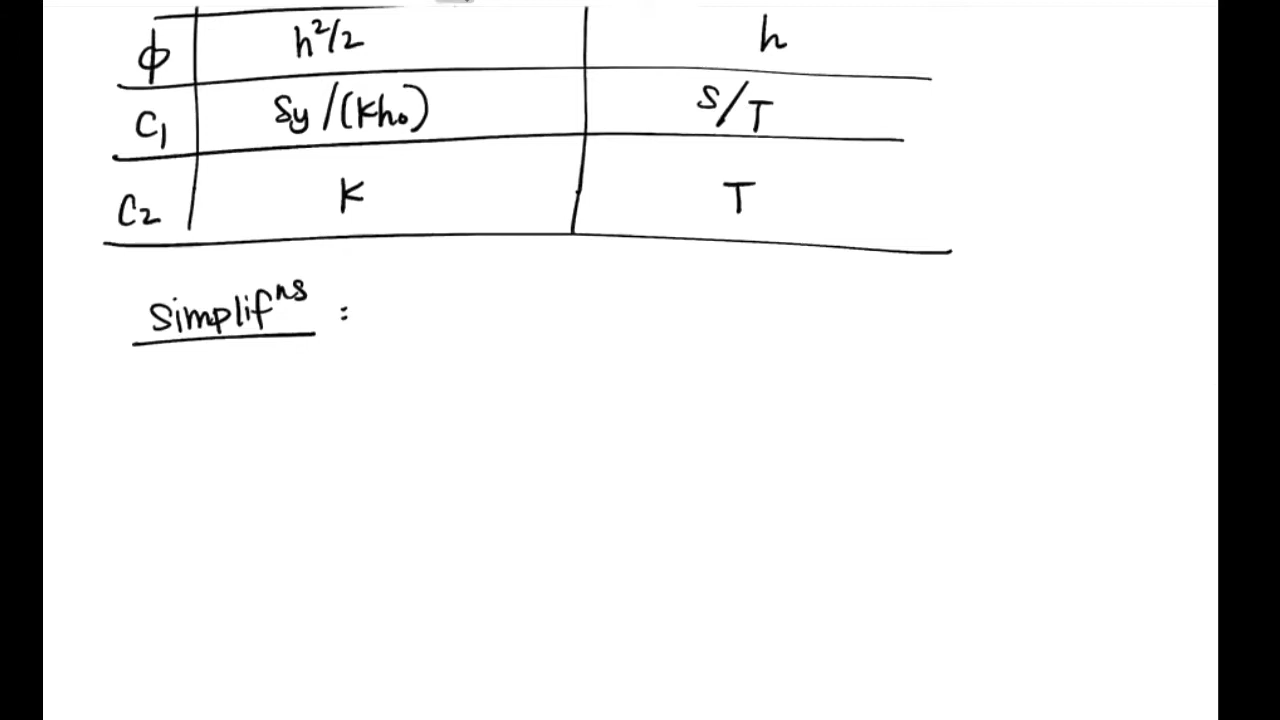 ϕ h²/2 h
C₁ Sy/(Kh₀) S/T
C₂ K T
Simplifⁿˢ :